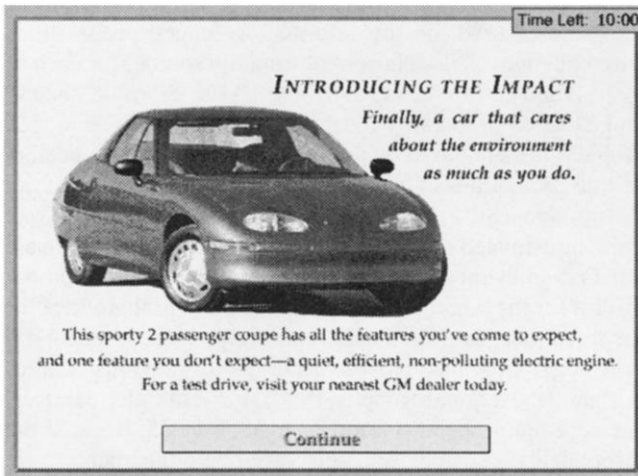 Time Left: 10:00
INTRODUCING THE IMPACT
Finally, a car that cares
about the environment
as much as you do.
This sporty 2 passenger coupe has all the features you've come to expect,
and one feature you don't expect—a quiet, efficient, non-polluting electric engine.
For a test drive, visit your nearest GM dealer today.
Continue